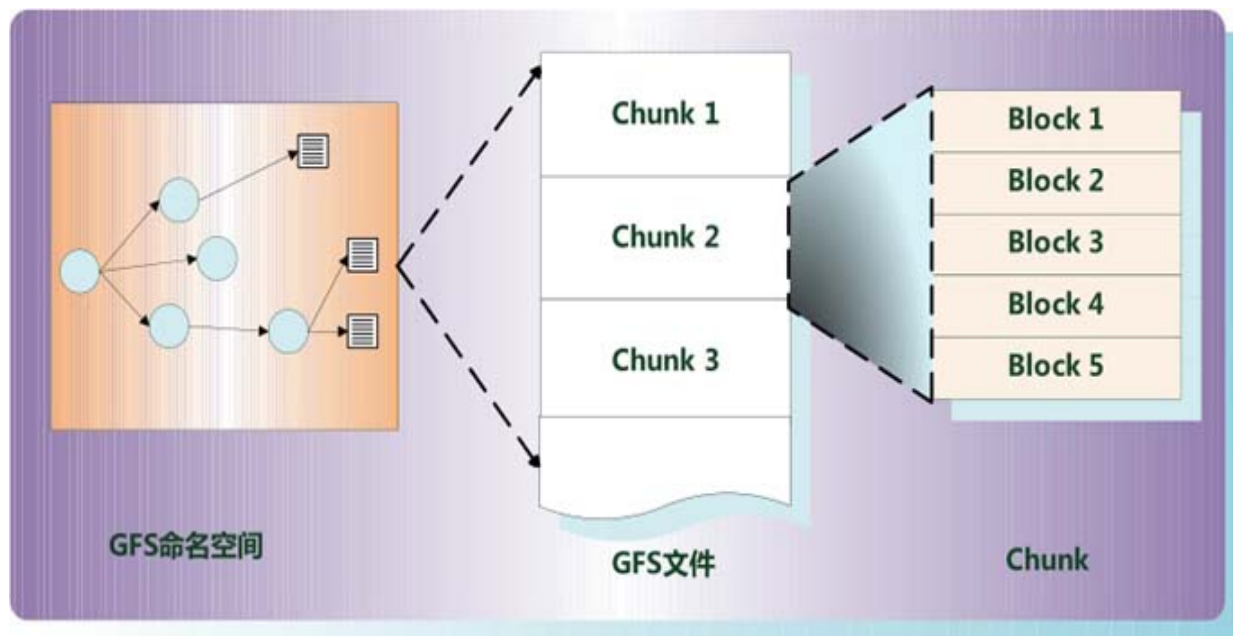 Chunk 1
Chunk 2
Chunk 3
Block 1
Block 2
Block 3
Block 4
Block 5
GFS命名空间
GFS文件
Chunk